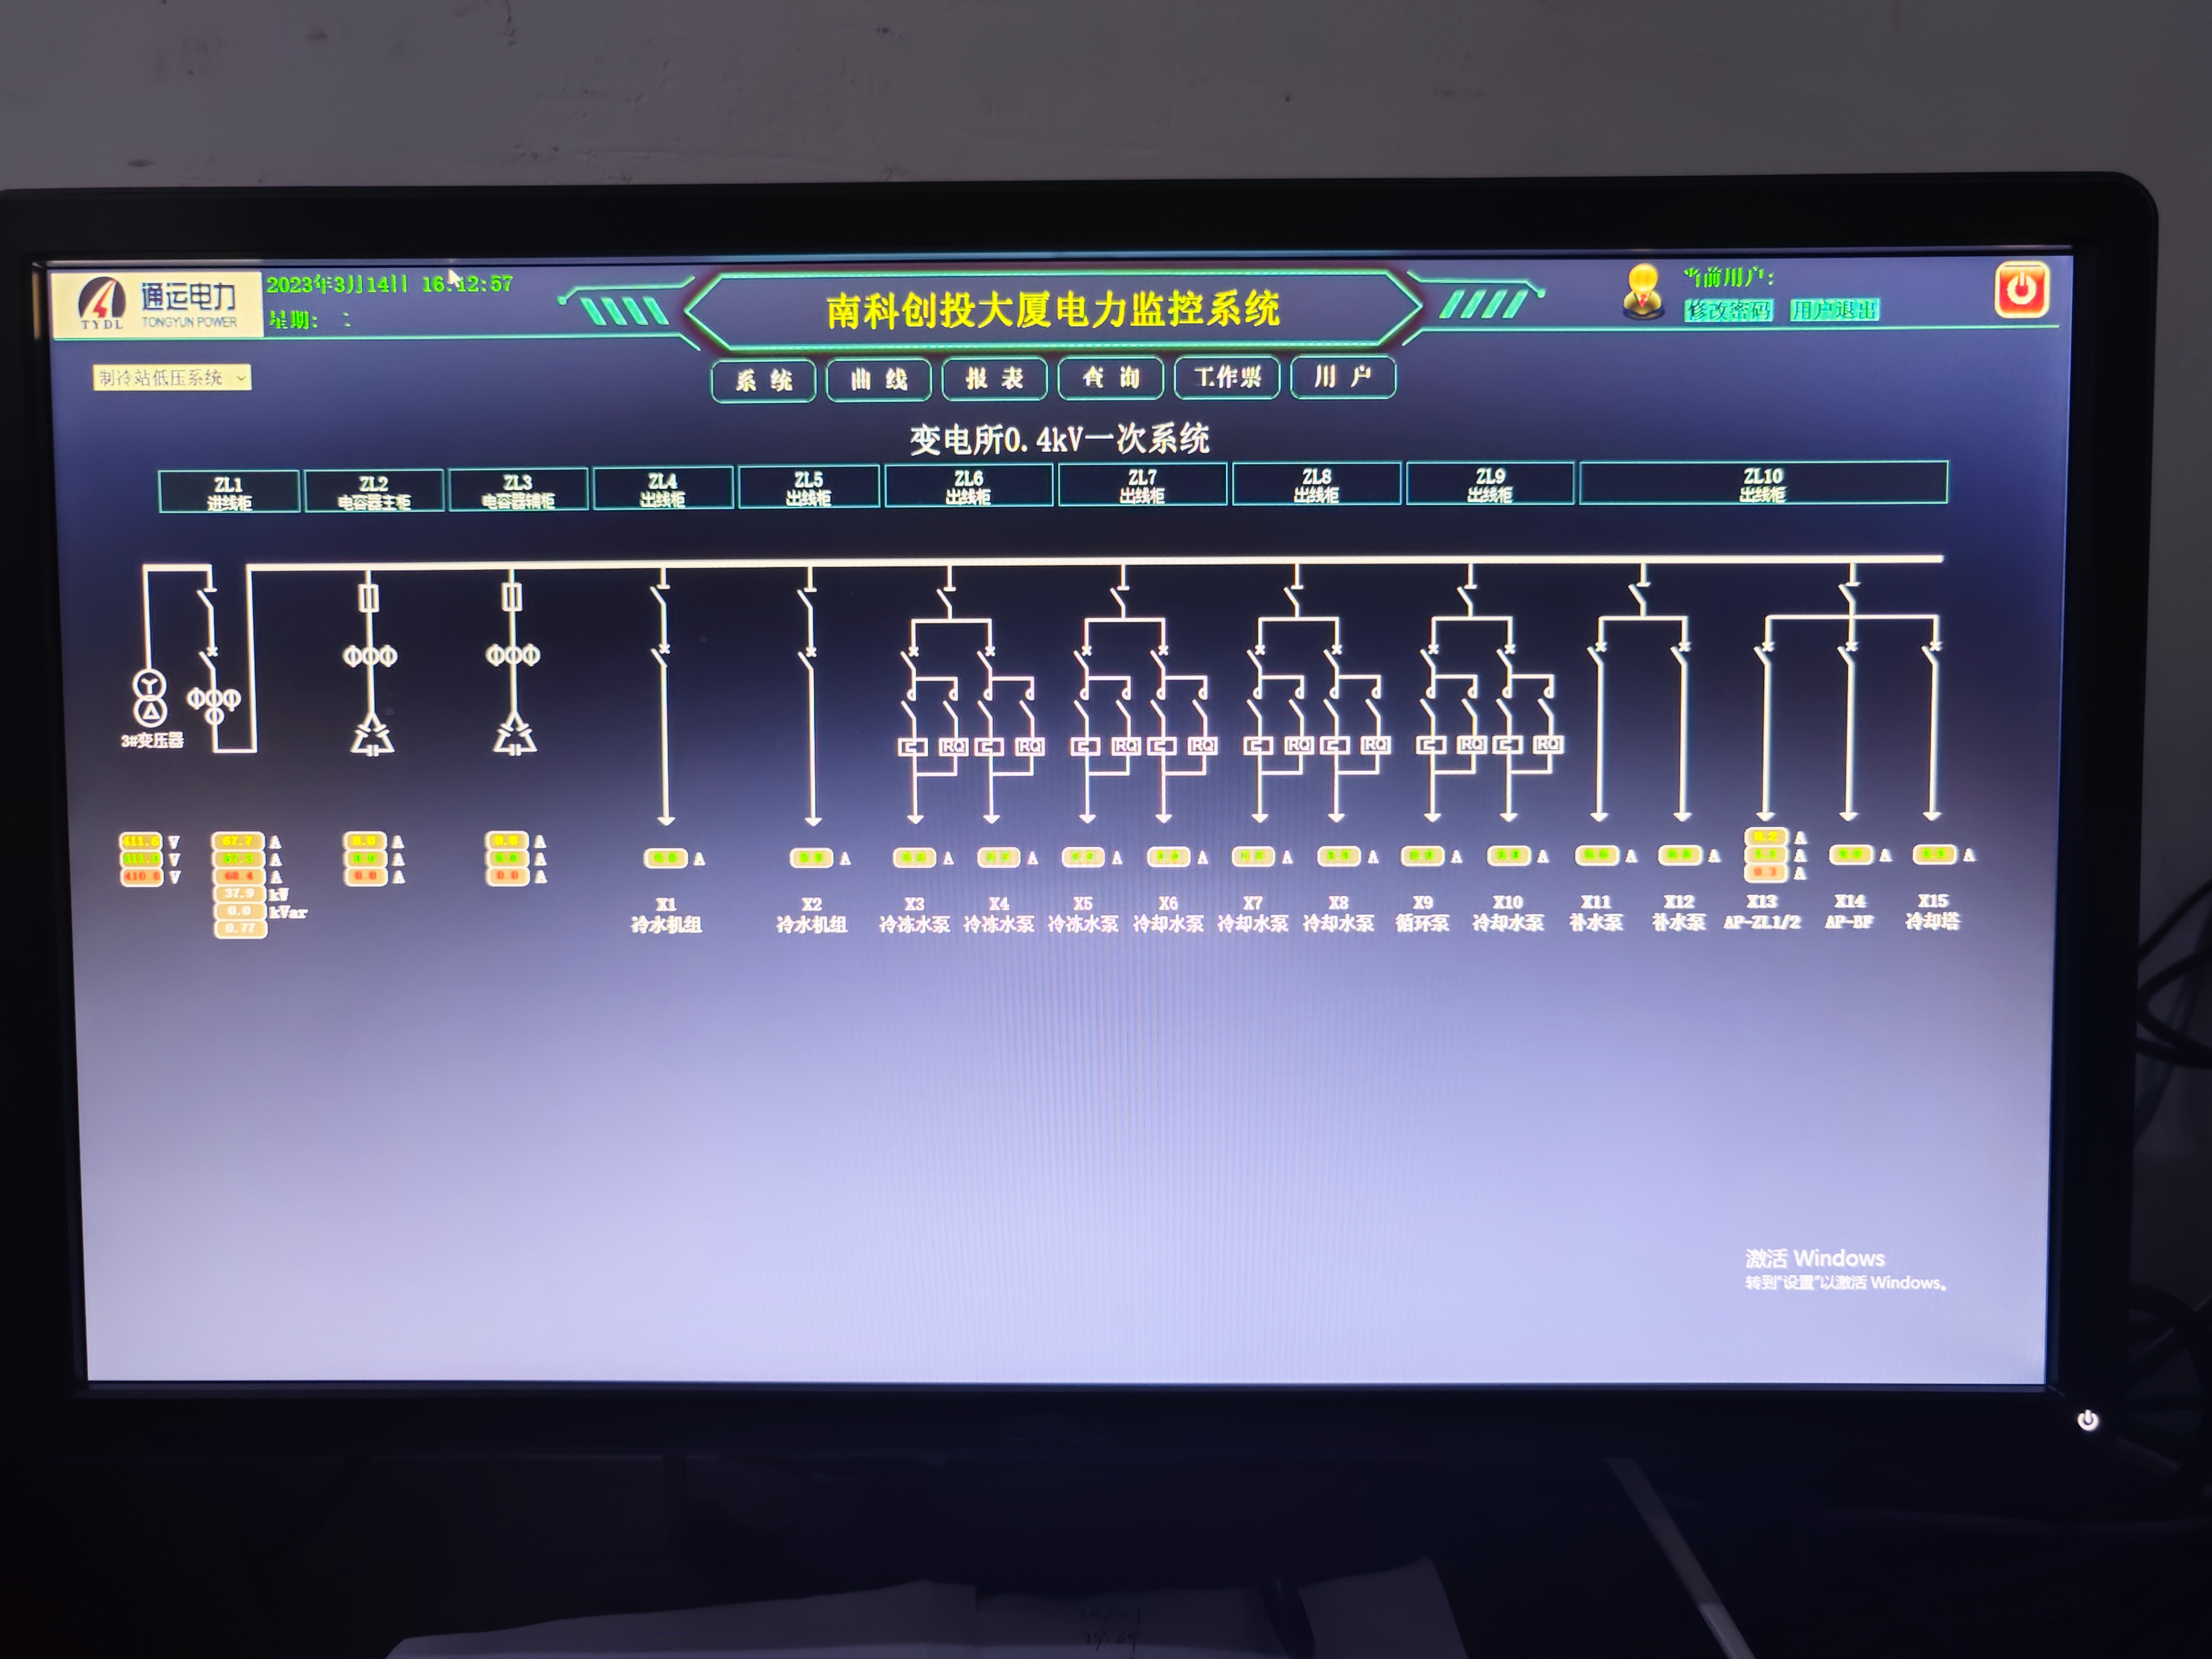 通运电力
TYDL TONGYUN POWER
2023年3月14日 16:12:57
星期: :
南科创投大厦电力监控系统
当前用户:
修改密码 用户退出
制冷站低压系统
系 统 曲 线 报 表 查 询 工作票 用 户
变电所0.4kV一次系统
ZL1 ZL2 ZL3 ZL4 ZL5 ZL6 ZL7 ZL8 ZL9 ZL10
进线柜 电容器主柜 电容器辅柜 出线柜 出线柜 出线柜 出线柜 出线柜 出线柜 出线柜
RQ RQ RQ RQ RQ RQ RQ RQ
3#变压器
411.6 V 67.7 A 0.0 A 0.0 A
V A 0.0 A 0.0 A
410.6 V 68.4 A 0.0 A 0.0 A
A A A A A A A A A A A A A A A
A
0.3 A
37.9 kW
0.0 kVar
0.77
X1 X2 X3 X4 X5 X6 X7 X8 X9 X10 X11 X12 X13 X14 X15
冷水机组 冷水机组 冷冻水泵 冷冻水泵 冷冻水泵 冷却水泵 冷却水泵 冷却水泵 循环泵 冷却水泵 补水泵 补水泵 AP-ZL1/2 AP-BF 冷却塔
激活 Windows
转到"设置"以激活 Windows。